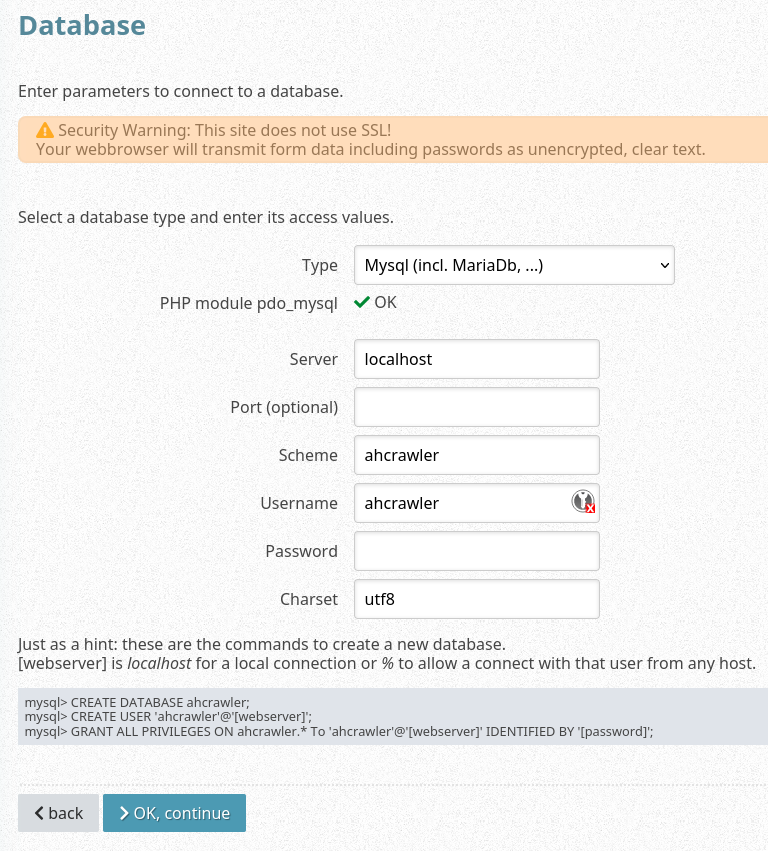 Database
Enter parameters to connect to a database.
Security Warning: This site does not use SSL!
Your webbrowser will transmit form data including passwords as unencrypted, clear text.
Select a database type and enter its access values.
Type Mysql (incl. MariaDb, ...)
PHP module pdo_mysql OK
Server localhost
Port (optional)
Scheme ahcrawler
Username ahcrawler
Password
Charset utf8
Just as a hint: these are the commands to create a new database.
[webserver] is localhost for a local connection or % to allow a connect with that user from any host.
mysql> CREATE DATABASE ahcrawler;
mysql> CREATE USER 'ahcrawler'@'[webserver]';
mysql> GRANT ALL PRIVILEGES ON ahcrawler.* To 'ahcrawler'@'[webserver]' IDENTIFIED BY '[password]';
back OK, continue